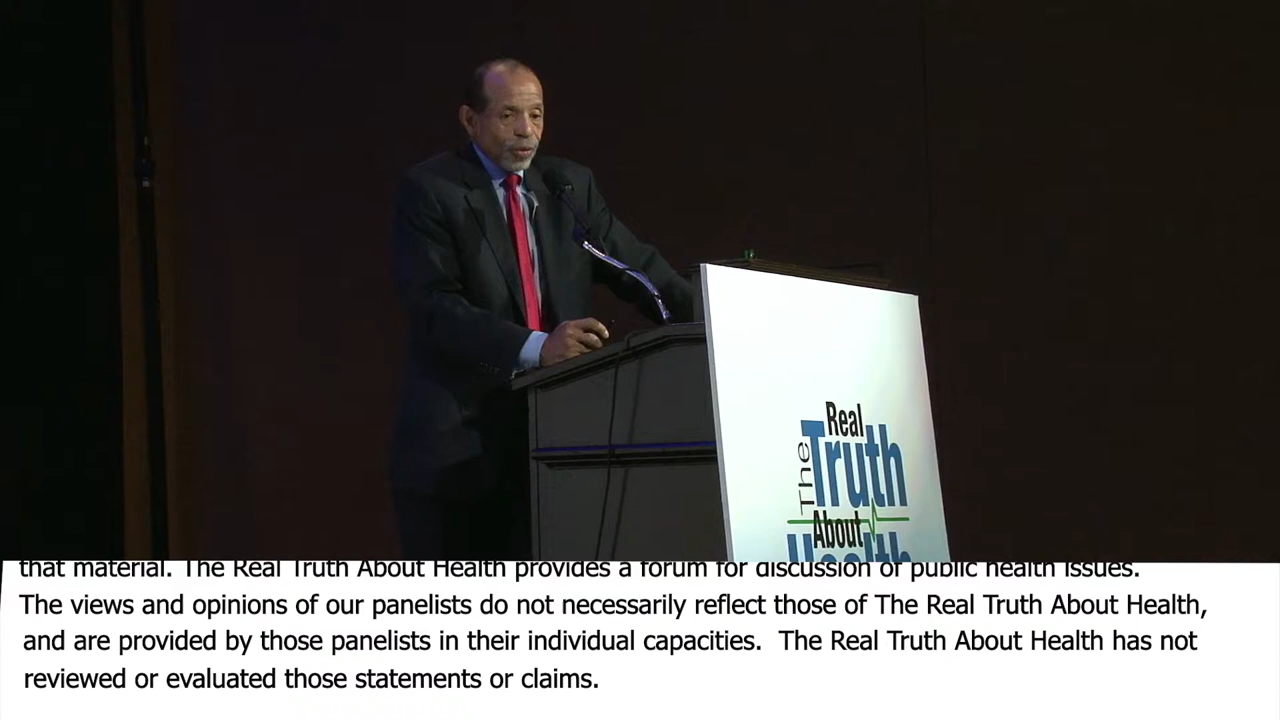 The
Real
Truth
About
Health
that material. The Real Truth About Health provides a forum for discussion of public health issues.
The views and opinions of our panelists do not necessarily reflect those of The Real Truth About Health,
and are provided by those panelists in their individual capacities.  The Real Truth About Health has not
reviewed or evaluated those statements or claims.